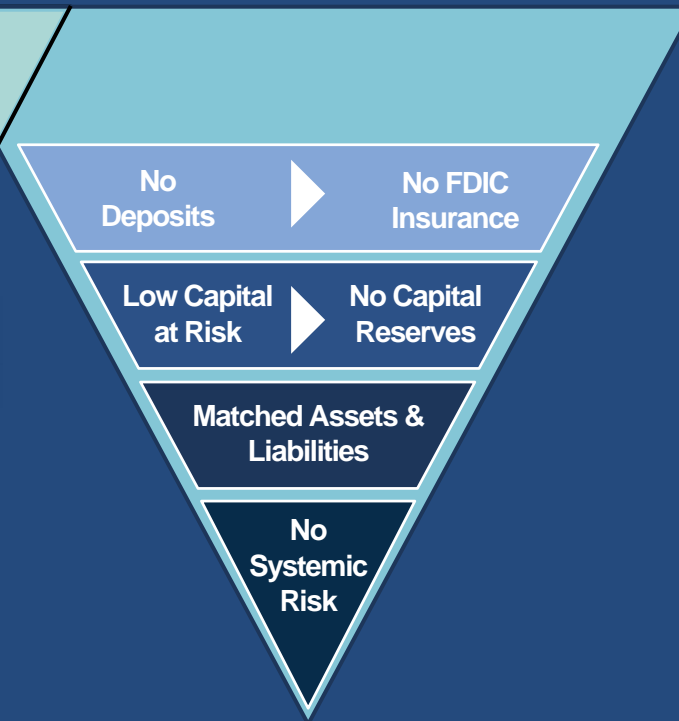 No
Deposits
No FDIC
Insurance
Low Capital
at Risk
No Capital
Reserves
Matched Assets &
Liabilities
No
Systemic
Risk